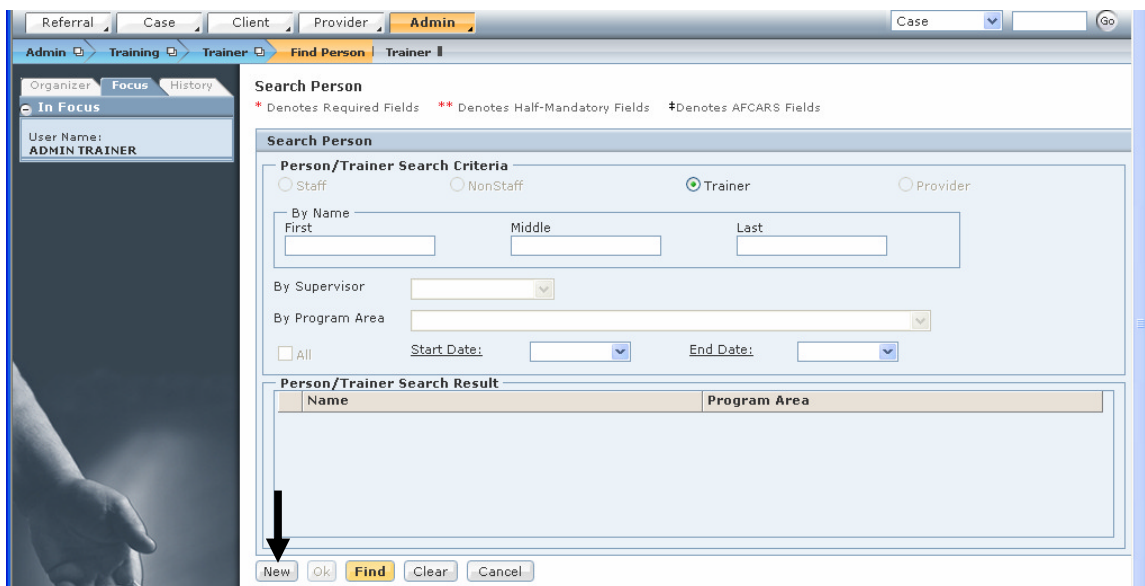 Referral Case Client Provider Admin Case Go
Admin Training Trainer Find Person Trainer
Organizer Focus History
In Focus
User Name:
ADMIN TRAINER
Search Person
* Denotes Required Fields ** Denotes Half-Mandatory Fields ‡Denotes AFCARS Fields
Search Person
Person/Trainer Search Criteria
Staff NonStaff Trainer Provider
By Name
First Middle Last
By Supervisor
By Program Area
All Start Date: End Date:
Person/Trainer Search Result
Name Program Area
New Ok Find Clear Cancel